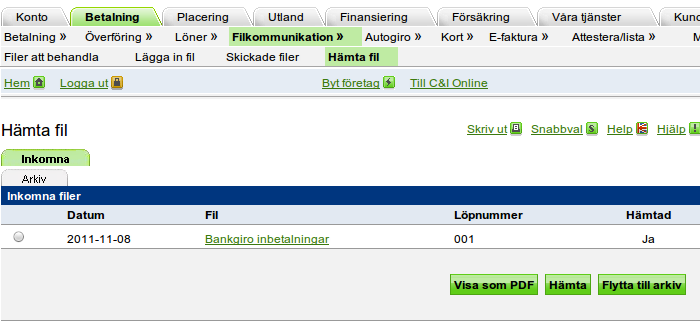 Konto Betalning Placering Utland Finansiering Försäkring Våra tjänster Kund
Betalning » Överföring » Löner » Filkommunikation » Autogiro » Kort » E-faktura » Attestera/lista » M
Filer att behandla Lägga in fil Skickade filer Hämta fil
Hem Logga ut Byt företag Till C&I Online
Hämta fil Skriv ut Snabbval Help Hjälp
Inkomna
Arkiv
Inkomna filer
Datum Fil Löpnummer Hämtad
2011-11-08 Bankgiro inbetalningar 001 Ja
Visa som PDF Hämta Flytta till arkiv